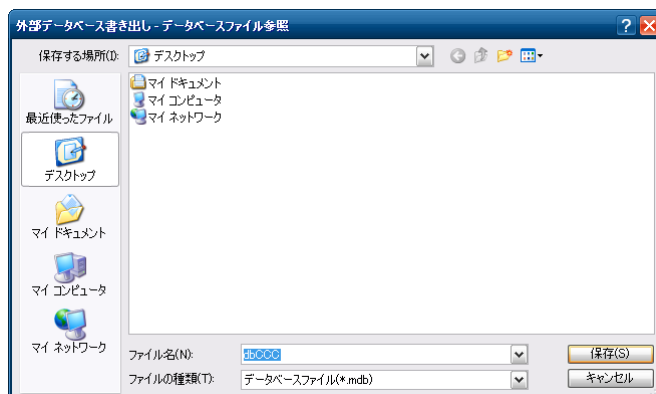 外部データベース書き出し - データベースファイル参照
保存する場所(I): デスクトップ
マイ ドキュメント
マイ コンピュータ
マイ ネットワーク
最近使ったファイル
デスクトップ
マイ ドキュメント
マイ コンピュータ
マイ ネットワーク
ファイル名(N): dbCCC 保存(S)
ファイルの種類(T): データベースファイル(*.mdb) キャンセル